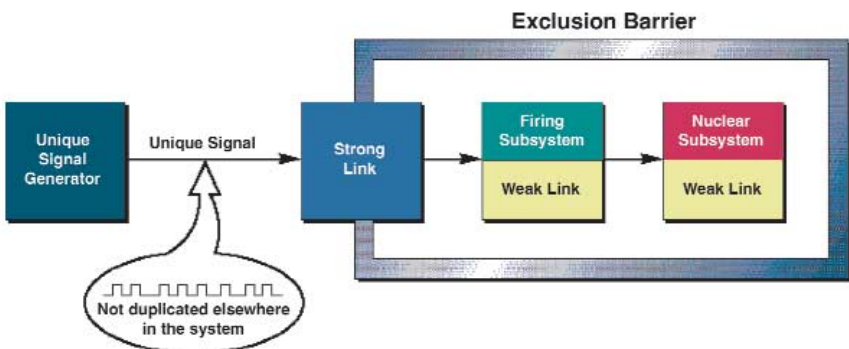 Exclusion Barrier
Unique
Signal
Generator
Unique Signal
Strong
Link
Firing
Subsystem
Weak Link
Nuclear
Subsystem
Weak Link
Not duplicated elsewhere
in the system